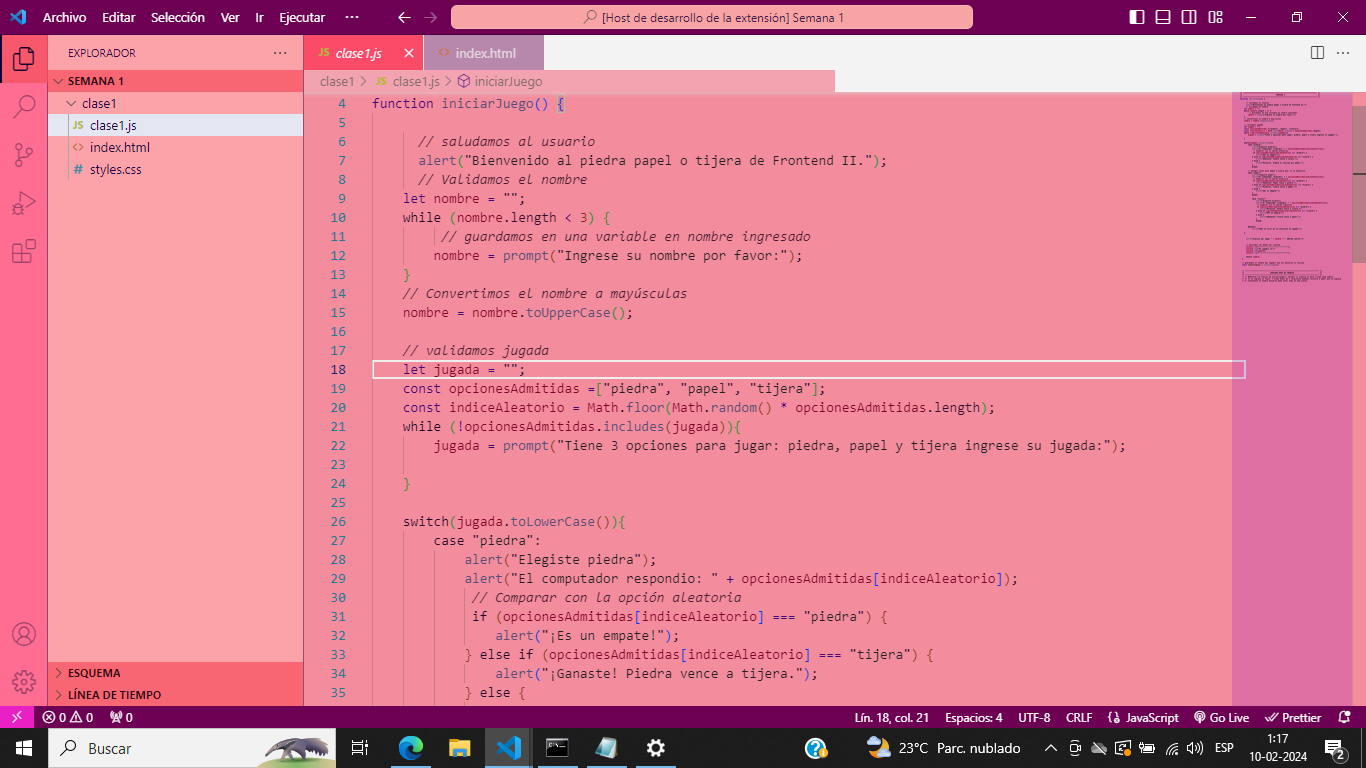 Archivo Editar Selección Ver Ir Ejecutar ··· [Host de desarrollo de la extensión] Semana 1
EXPLORADOR ···
SEMANA 1
clase1
JS clase1.js
<> index.html
# styles.css
ESQUEMA
LÍNEA DE TIEMPO
JS clase1.js <> index.html ···
clase1 > JS clase1.js > iniciarJuego
4 function iniciarJuego() {
5
6 // saludamos al usuario
7 alert("Bienvenido al piedra papel o tijera de Frontend II.");
8 // Validamos el nombre
9 let nombre = "";
10 while (nombre.length < 3) {
11 // guardamos en una variable en nombre ingresado
12 nombre = prompt("Ingrese su nombre por favor:");
13 }
14 // Convertimos el nombre a mayúsculas
15 nombre = nombre.toUpperCase();
16
17 // validamos jugada
18 let jugada = "";
19 const opcionesAdmitidas =["piedra", "papel", "tijera"];
20 const indiceAleatorio = Math.floor(Math.random() * opcionesAdmitidas.length);
21 while (!opcionesAdmitidas.includes(jugada)){
22 jugada = prompt("Tiene 3 opciones para jugar: piedra, papel y tijera ingrese su jugada:");
23
24 }
25
26 switch(jugada.toLowerCase()){
27 case "piedra":
28 alert("Elegiste piedra");
29 alert("El computador respondio: " + opcionesAdmitidas[indiceAleatorio]);
30 // Comparar con la opción aleatoria
31 if (opcionesAdmitidas[indiceAleatorio] === "piedra") {
32 alert("¡Es un empate!");
33 } else if (opcionesAdmitidas[indiceAleatorio] === "tijera") {
34 alert("¡Ganaste! Piedra vence a tijera.");
35 } else {
0 0 0 Lín. 18, col. 21 Espacios: 4 UTF-8 CRLF {} JavaScript Go Live Prettier
Buscar 23°C Parc. nublado ESP 1:17
10-02-2024 2